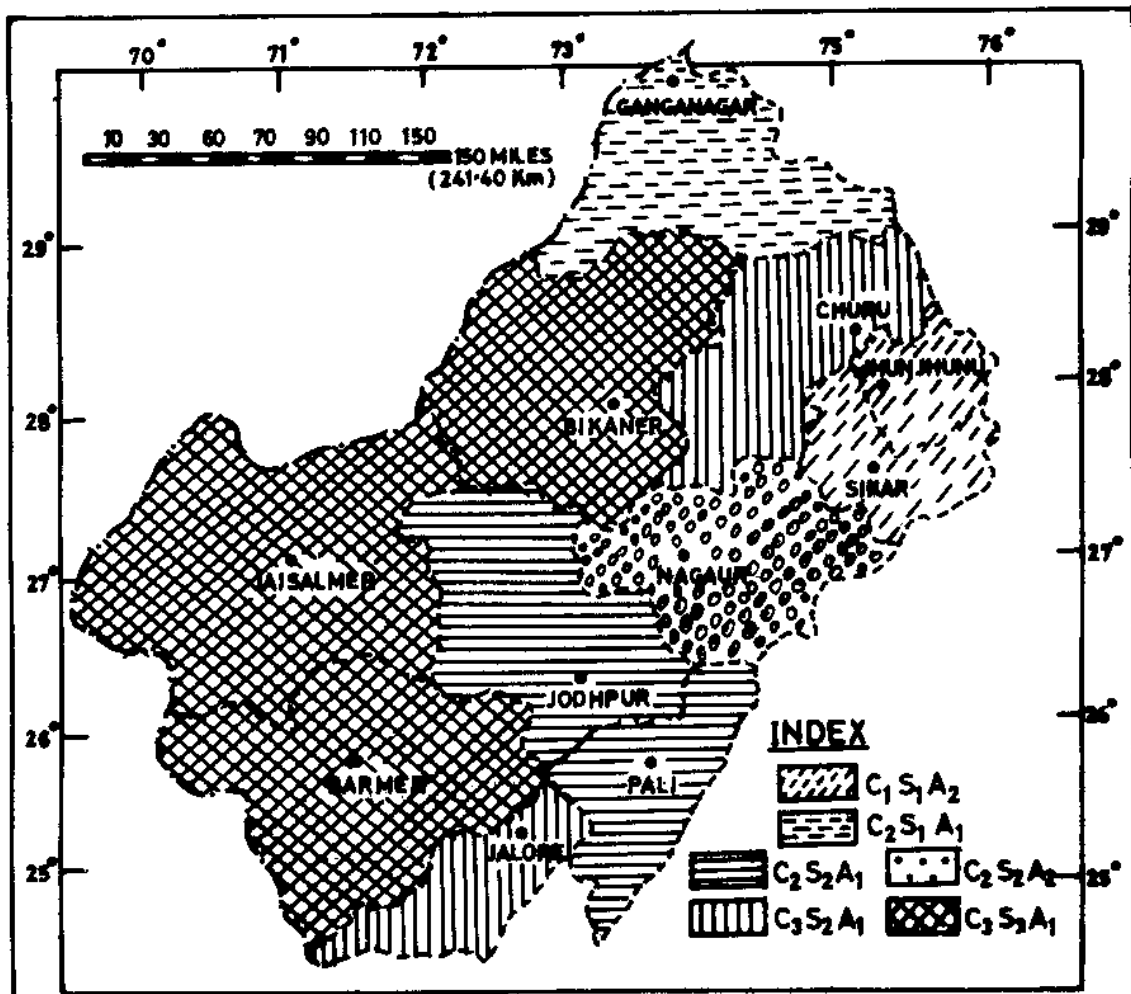 70° 71° 72° 73° 75° 76°
GANGANAGAR
10 30 60 70 90 110 150
150 MILES
(241·40 Km)
29° 29°
CHURU
JHUNJHUNU
28°
BIKANER
28°
SIKAR
27°
JAISALMER
NAGAUR
27°
JODHPUR
26°
26°
INDEX
BARMER
PALI
C₁ S₁ A₂
JALORE
C₂ S₁ A₁
25° 25°
C₂ S₂ A₁ C₂ S₂ A₂
C₃ S₂ A₁ C₃ S₃ A₁